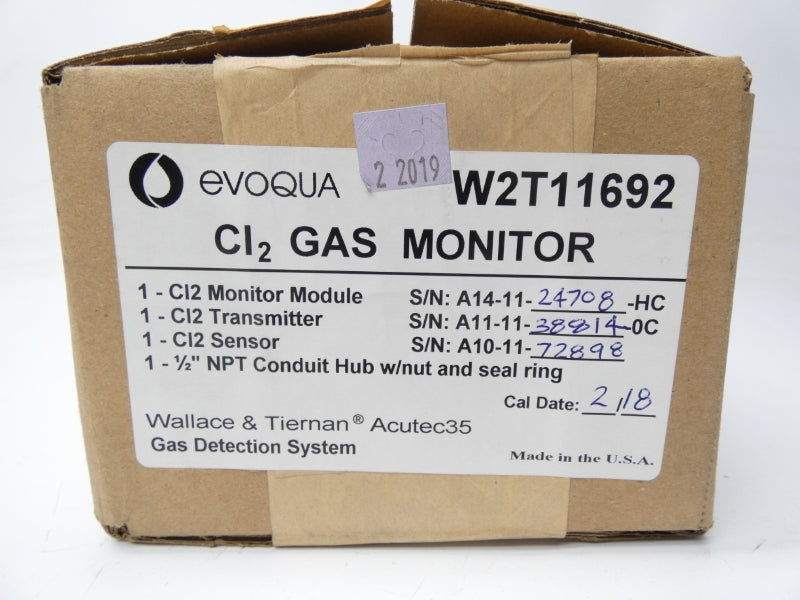 2 2019
evoqua W2T11692
Cl₂ GAS MONITOR
1 - Cl2 Monitor Module S/N: A14-11-24708-HC
1 - Cl2 Transmitter S/N: A11-11-38814-0C
1 - Cl2 Sensor S/N: A10-11-72898
1 - ½" NPT Conduit Hub w/nut and seal ring
Cal Date: 2/18
Wallace & Tiernan® Acutec35
Gas Detection System
Made in the U.S.A.